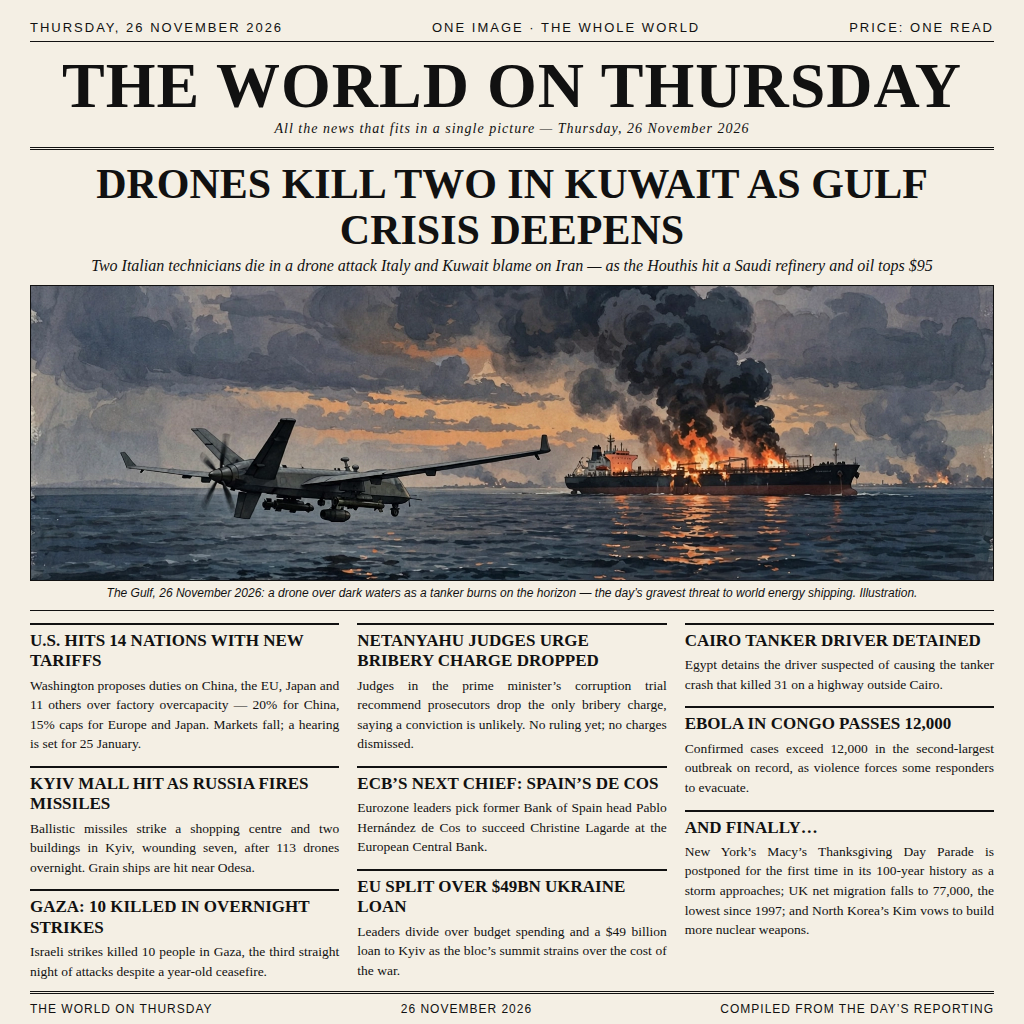 THURSDAY, 26 NOVEMBER 2026
ONE IMAGE · THE WHOLE WORLD
PRICE: ONE READ
THE WORLD ON THURSDAY
All the news that fits in a single picture — Thursday, 26 November 2026
DRONES KILL TWO IN KUWAIT AS GULF
CRISIS DEEPENS
Two Italian technicians die in a drone attack Italy and Kuwait blame on Iran — as the Houthis hit a Saudi refinery and oil tops $95
The Gulf, 26 November 2026: a drone over dark waters as a tanker burns on the horizon — the day’s gravest threat to world energy shipping. Illustration.
U.S. HITS 14 NATIONS WITH NEW
TARIFFS
Washington proposes duties on China, the EU, Japan and
11 others over factory overcapacity — 20% for China,
15% caps for Europe and Japan. Markets fall; a hearing
is set for 25 January.
KYIV MALL HIT AS RUSSIA FIRES
MISSILES
Ballistic missiles strike a shopping centre and two
buildings in Kyiv, wounding seven, after 113 drones
overnight. Grain ships are hit near Odesa.
GAZA: 10 KILLED IN OVERNIGHT
STRIKES
Israeli strikes killed 10 people in Gaza, the third straight
night of attacks despite a year-old ceasefire.
NETANYAHU JUDGES URGE
BRIBERY CHARGE DROPPED
Judges in the prime minister’s corruption trial
recommend prosecutors drop the only bribery charge,
saying a conviction is unlikely. No ruling yet; no charges
dismissed.
ECB’S NEXT CHIEF: SPAIN’S DE COS
Eurozone leaders pick former Bank of Spain head Pablo
Hernández de Cos to succeed Christine Lagarde at the
European Central Bank.
EU SPLIT OVER $49BN UKRAINE
LOAN
Leaders divide over budget spending and a $49 billion
loan to Kyiv as the bloc’s summit strains over the cost of
the war.
CAIRO TANKER DRIVER DETAINED
Egypt detains the driver suspected of causing the tanker
crash that killed 31 on a highway outside Cairo.
EBOLA IN CONGO PASSES 12,000
Confirmed cases exceed 12,000 in the second-largest
outbreak on record, as violence forces some responders
to evacuate.
AND FINALLY…
New York’s Macy’s Thanksgiving Day Parade is
postponed for the first time in its 100-year history as a
storm approaches; UK net migration falls to 77,000, the
lowest since 1997; and North Korea’s Kim vows to build
more nuclear weapons.
THE WORLD ON THURSDAY
26 NOVEMBER 2026
COMPILED FROM THE DAY’S REPORTING